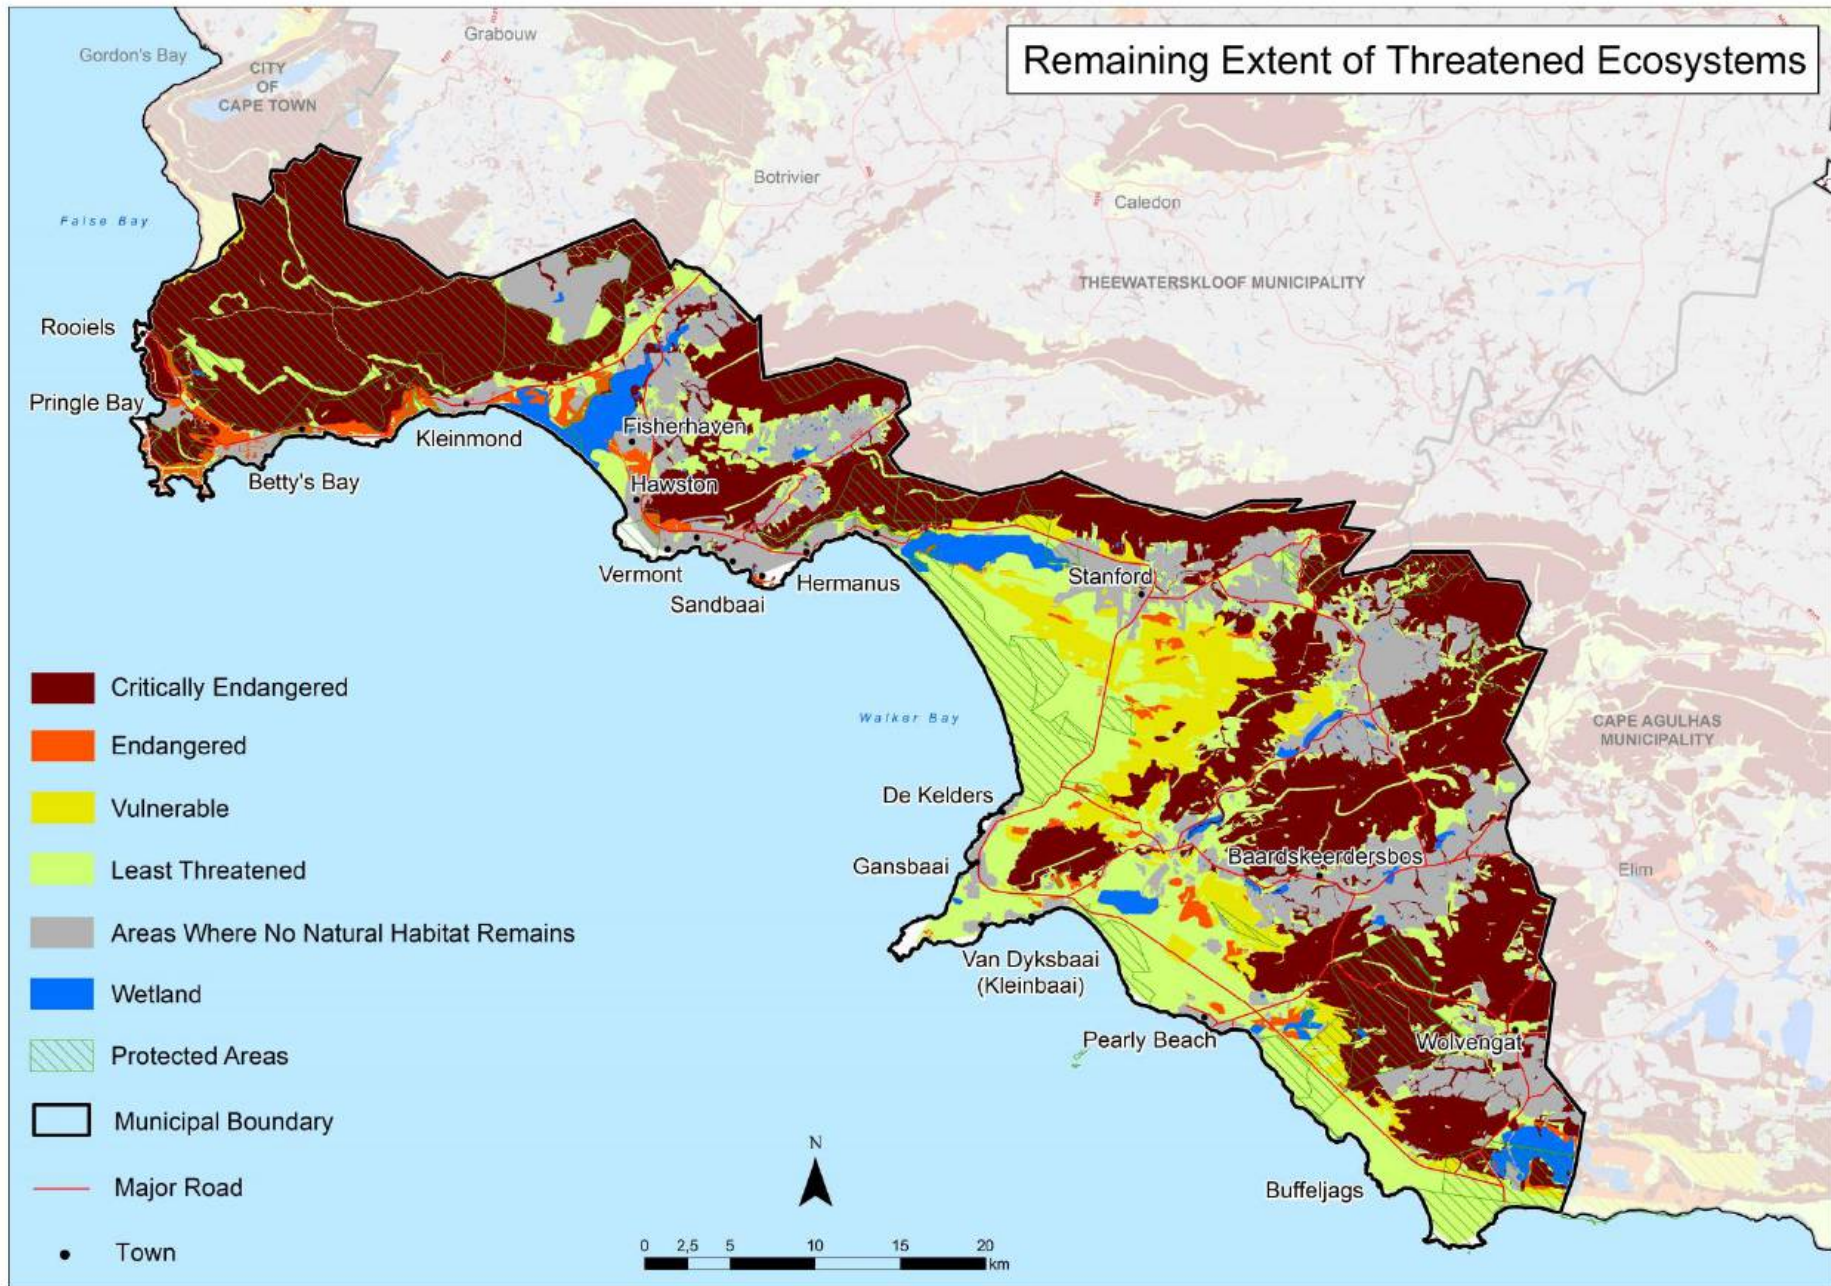 Remaining Extent of Threatened Ecosystems
Gordon's Bay
Grabouw
CITY
OF
CAPE TOWN
Botrivier
Caledon
False Bay
THEEWATERSKLOOF MUNICIPALITY
Rooiels
Pringle Bay
Kleinmond
Fisherhaven
Betty's Bay
Hawston
Vermont
Hermanus
Sandbaai
Stanford
Walker Bay
CAPE AGULHAS
MUNICIPALITY
De Kelders
Gansbaai
Baardskeerdersbos
Elim
Van Dyksbaai
(Kleinbaai)
Pearly Beach
Wolvengat
Buffeljags
Critically Endangered
Endangered
Vulnerable
Least Threatened
Areas Where No Natural Habitat Remains
Wetland
Protected Areas
Municipal Boundary
Major Road
Town
N
0 2,5 5 10 15 20
km